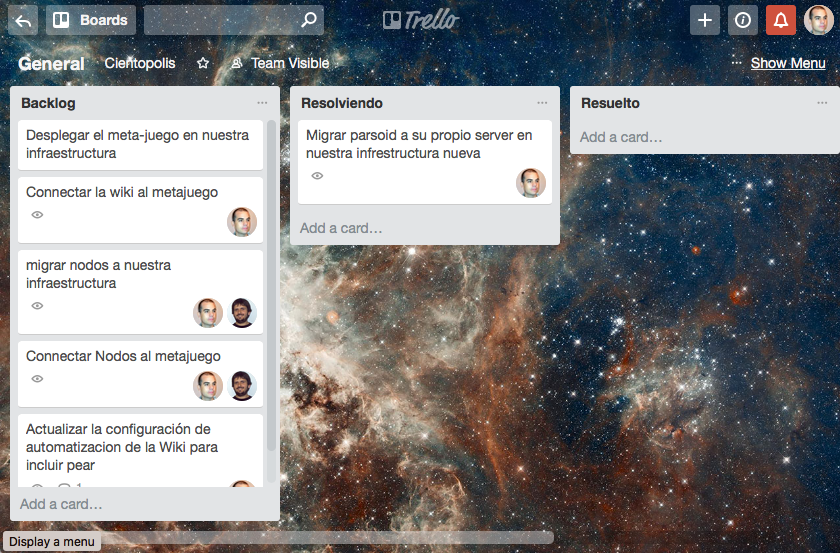 Boards
Trello
General
Cientopolis
Team Visible
... Show Menu
Backlog ...
Desplegar el meta-juego en nuestra
infraestructura
Connectar la wiki al metajuego
migrar nodos a nuestra
infraestructura
Connectar Nodos al metajuego
Actualizar la configuración de
automatizacion de la Wiki para
incluir pear
1
Add a card…
Resolviendo ...
Migrar parsoid a su propio server en
nuestra infrestructura nueva
Add a card…
Resuelto ...
Add a card…
Display a menu